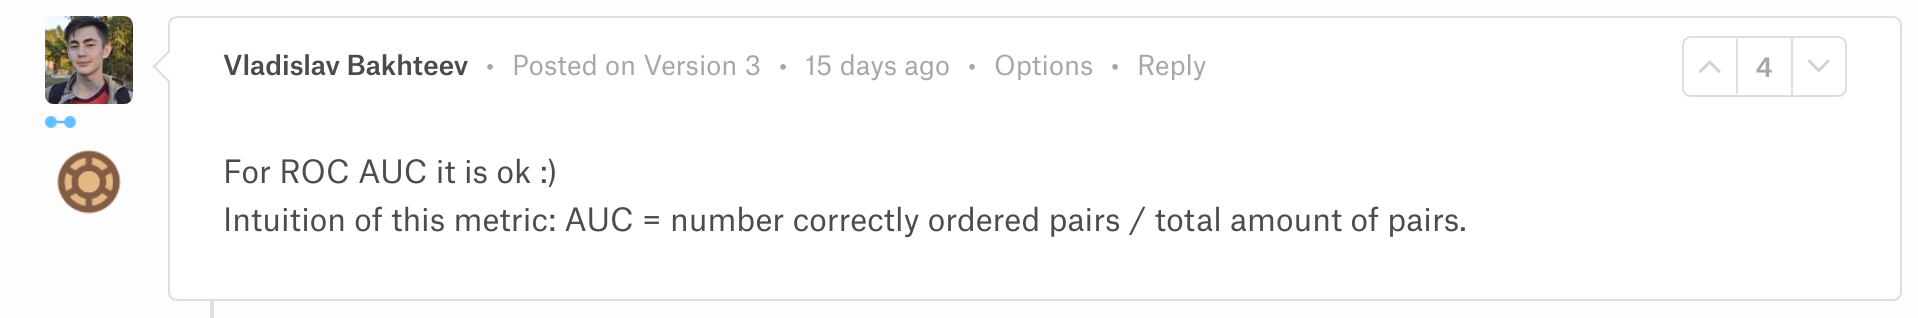 Vladislav Bakhteev • Posted on Version 3 • 15 days ago • Options • Reply 4
For ROC AUC it is ok :)
Intuition of this metric: AUC = number correctly ordered pairs / total amount of pairs.